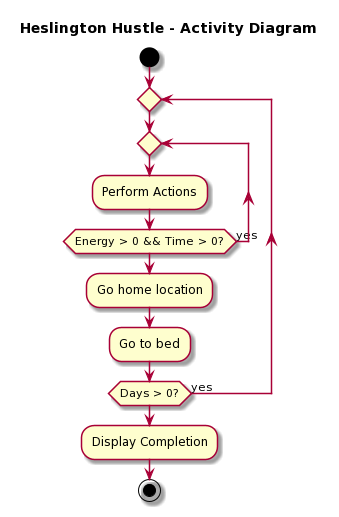 Heslington Hustle - Activity Diagram
Perform Actions
Energy > 0 && Time > 0?
yes
Go home location
Go to bed
Days > 0?
yes
Display Completion